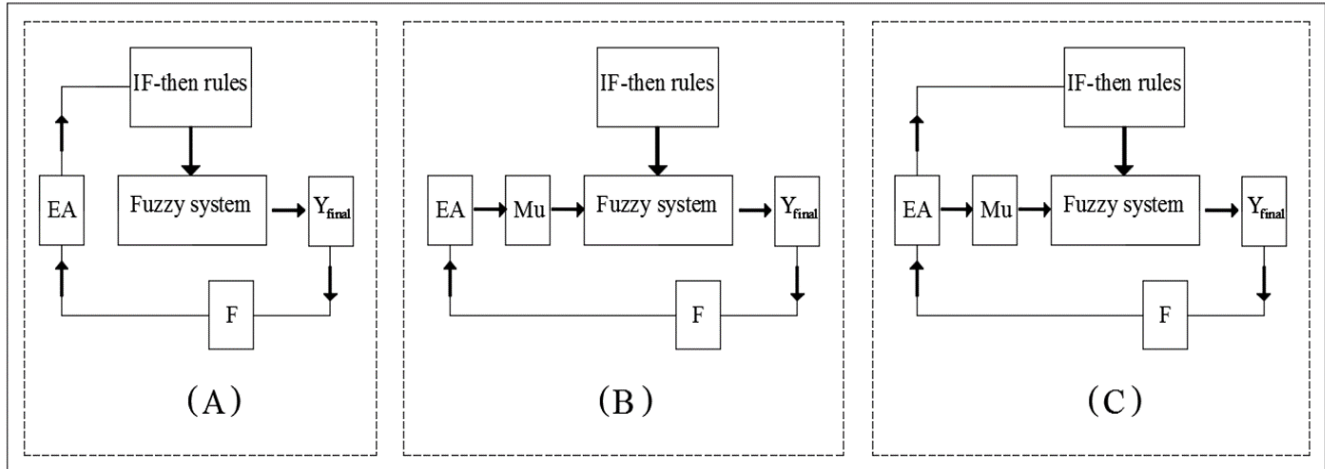 IF-then rules
EA
Fuzzy system
Yfinal
F
(A)
IF-then rules
EA
Mu
Fuzzy system
Yfinal
F
(B)
IF-then rules
EA
Mu
Fuzzy system
Yfinal
F
(C)